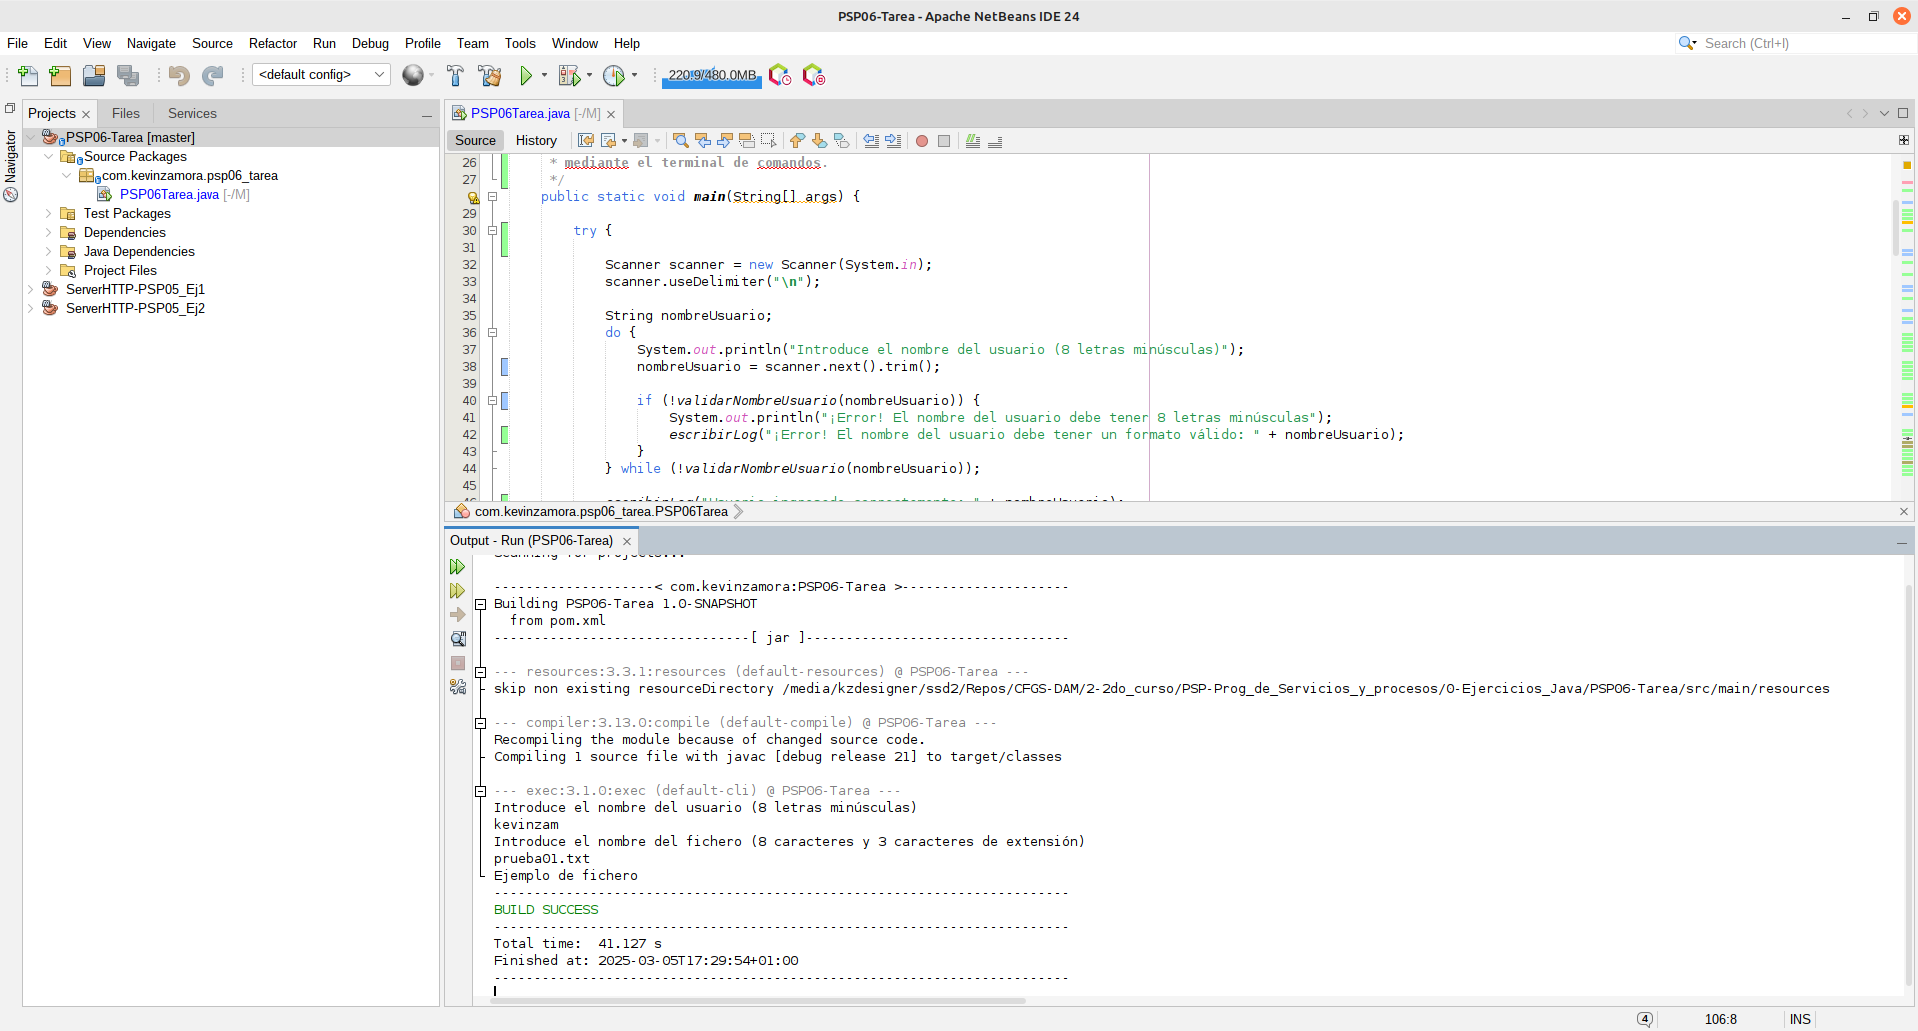 PSP06-Tarea - Apache NetBeans IDE 24
File Edit View Navigate Source Refactor Run Debug Profile Team Tools Window Help
Search (Ctrl+I)
<default config>
220.9/480.0MB
Projects Files Services
Navigator
PSP06-Tarea [master]
Source Packages
com.kevinzamora.psp06_tarea
PSP06Tarea.java [-/M]
Test Packages
Dependencies
Java Dependencies
Project Files
ServerHTTP-PSP05_Ej1
ServerHTTP-PSP05_Ej2
PSP06Tarea.java [-/M]
Source History
26 * mediante el terminal de comandos.
27 */
public static void main(String[] args) {
29
30 try {
31
32 Scanner scanner = new Scanner(System.in);
33 scanner.useDelimiter("\n");
34
35 String nombreUsuario;
36 do {
37 System.out.println("Introduce el nombre del usuario (8 letras minúsculas)");
38 nombreUsuario = scanner.next().trim();
39
40 if (!validarNombreUsuario(nombreUsuario)) {
41 System.out.println("¡Error! El nombre del usuario debe tener 8 letras minúsculas");
42 escribirLog("¡Error! El nombre del usuario debe tener un formato válido: " + nombreUsuario);
43 }
44 } while (!validarNombreUsuario(nombreUsuario));
45
com.kevinzamora.psp06_tarea.PSP06Tarea
Output - Run (PSP06-Tarea)
Scanning for projects...
--------------------< com.kevinzamora:PSP06-Tarea >---------------------
Building PSP06-Tarea 1.0-SNAPSHOT
from pom.xml
--------------------------------[ jar ]---------------------------------
--- resources:3.3.1:resources (default-resources) @ PSP06-Tarea ---
skip non existing resourceDirectory /media/kzdesigner/ssd2/Repos/CFGS-DAM/2-2do_curso/PSP-Prog_de_Servicios_y_procesos/0-Ejercicios_Java/PSP06-Tarea/src/main/resources
--- compiler:3.13.0:compile (default-compile) @ PSP06-Tarea ---
Recompiling the module because of changed source code.
Compiling 1 source file with javac [debug release 21] to target/classes
--- exec:3.1.0:exec (default-cli) @ PSP06-Tarea ---
Introduce el nombre del usuario (8 letras minúsculas)
kevinzam
Introduce el nombre del fichero (8 caracteres y 3 caracteres de extensión)
prueba01.txt
Ejemplo de fichero
------------------------------------------------------------------------
BUILD SUCCESS
------------------------------------------------------------------------
Total time:  41.127 s
Finished at: 2025-03-05T17:29:54+01:00
------------------------------------------------------------------------
4 106:8 INS